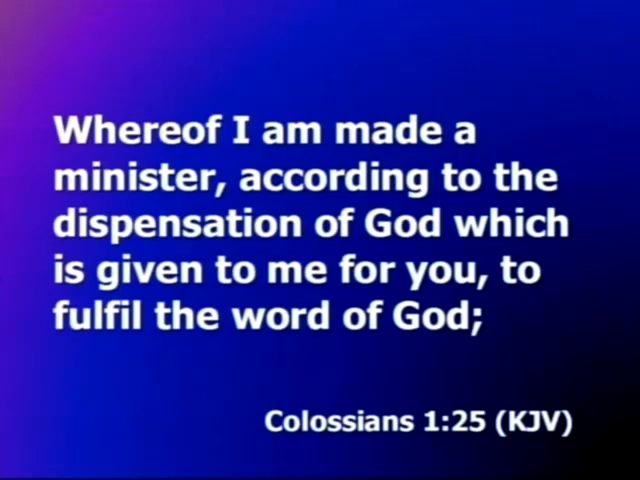 Whereof I am made a
minister, according to the
dispensation of God which
is given to me for you, to
fulfil the word of God;
Colossians 1:25 (KJV)